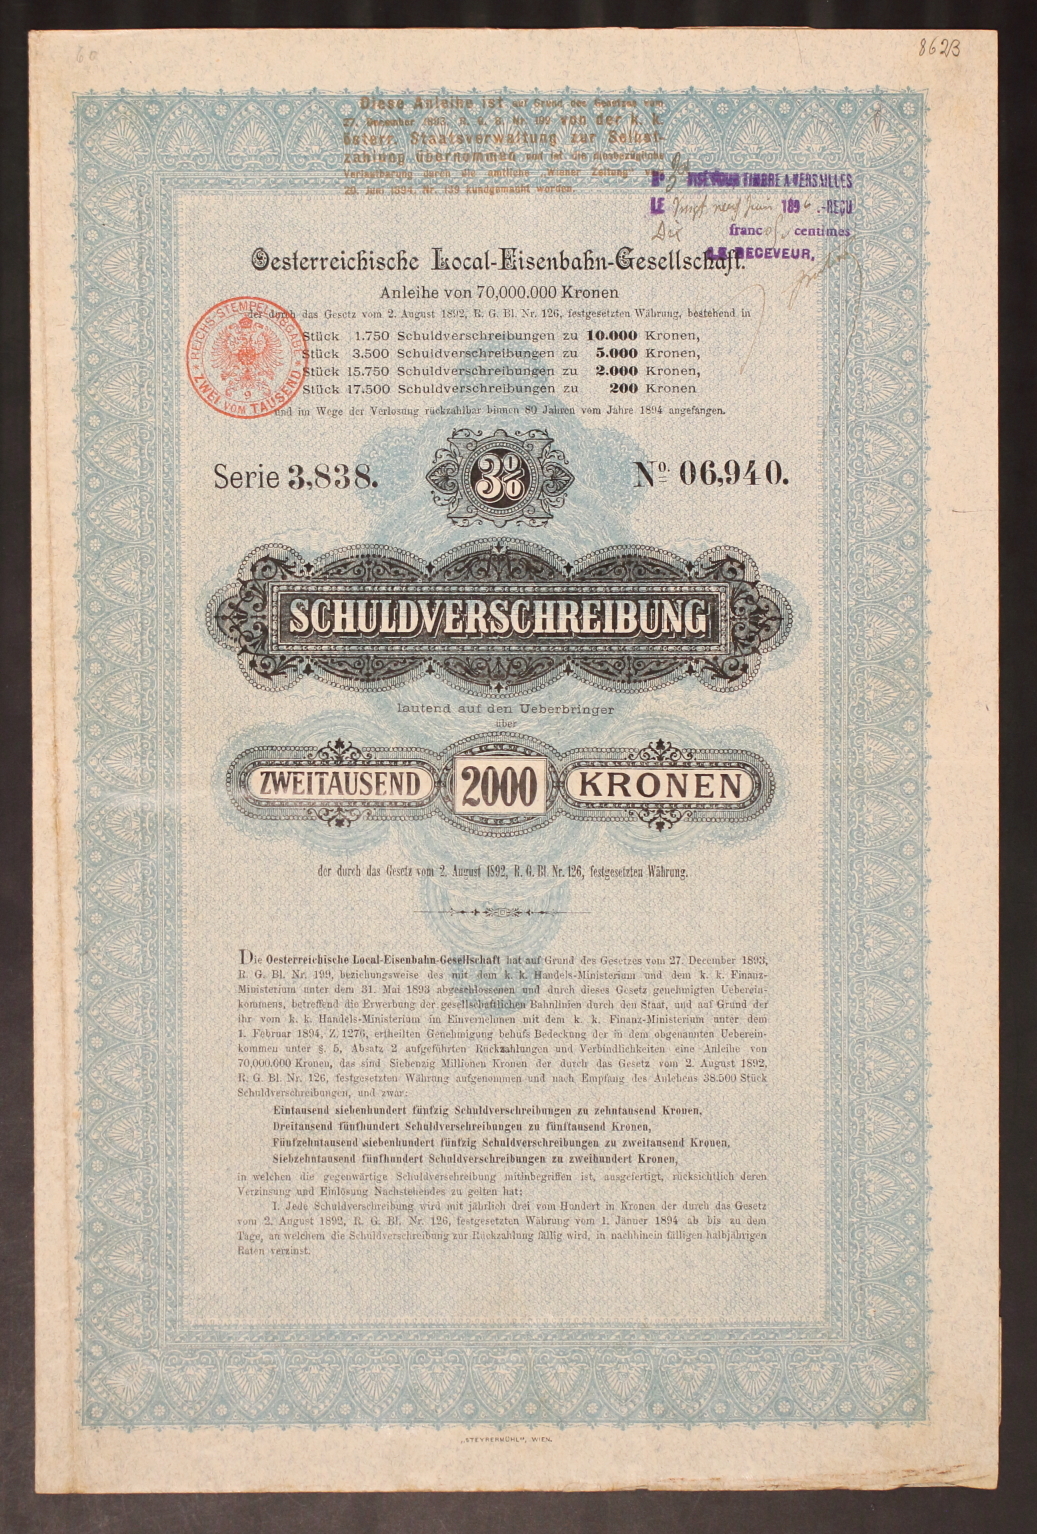 8623
Diese Anleihe ist auf Grund des Gesetzes vom
27. December 1893, R. G. B. Nr. 199 von der k. k.
österr. Staatsverwaltung zur Selbst-
zahlung übernommen und ist die diesbezügliche
Verlautbarung durch die amtliche „Wiener Zeitung" vom
20. Juni 1894, Nr. 139 kundgemacht worden.
VISÉ POUR TIMBRE A VERSAILLES
LE Vingt neuf Juin 1896.-REÇU
Dix francs centimes
LE RECEVEUR,
Oesterreichische Local-Eisenbahn-Gesellschaft.
Anleihe von 70,000.000 Kronen
der durch das Gesetz vom 2. August 1892, R. G. Bl. Nr. 126, festgesetzten Währung, bestehend in
Stück 1.750 Schuldverschreibungen zu 10.000 Kronen,
Stück 3.500 Schuldverschreibungen zu 5.000 Kronen,
Stück 15.750 Schuldverschreibungen zu 2.000 Kronen,
Stück 17.500 Schuldverschreibungen zu 200 Kronen
und im Wege der Verlosung rückzahlbar binnen 80 Jahren vom Jahre 1894 angefangen.
REICHS-STEMPEL-ABGABE
ZWEI VOM TAUSEND
9
Serie 3,838.
3%
No. 06,940.
SCHULDVERSCHREIBUNG
lautend auf den Ueberbringer
über
ZWEITAUSEND 2000 KRONEN
der durch das Gesetz vom 2. August 1892, R. G. Bl. Nr. 126, festgesetzten Währung.
Die Oesterreichische Local-Eisenbahn-Gesellschaft hat auf Grund des Gesetzes vom 27. December 1893,
R. G. Bl. Nr. 199, beziehungsweise des mit dem k. k. Handels-Ministerium und dem k. k. Finanz-
Ministerium unter dem 31. Mai 1893 abgeschlossenen und durch dieses Gesetz genehmigten Ueberein-
kommens, betreffend die Erwerbung der gesellschaftlichen Bahnlinien durch den Staat, und auf Grund der
ihr vom k. k. Handels-Ministerium im Einvernehmen mit dem k. k. Finanz-Ministerium unter dem
1. Februar 1894, Z. 1276, ertheilten Genehmigung behufs Bedeckung der in dem obgenannten Ueberein-
kommen unter §. 5, Absatz 2 aufgeführten Rückzahlungen und Verbindlichkeiten eine Anleihe von
70,000.000 Kronen, das sind Siebenzig Millionen Kronen der durch das Gesetz vom 2. August 1892,
R. G. Bl. Nr. 126, festgesetzten Währung aufgenommen und nach Empfang des Anlehens 38.500 Stück
Schuldverschreibungen, und zwar:
Eintausend siebenhundert fünfzig Schuldverschreibungen zu zehntausend Kronen,
Dreitausend fünfhundert Schuldverschreibungen zu fünftausend Kronen,
Fünfzehntausend siebenhundert fünfzig Schuldverschreibungen zu zweitausend Kronen,
Siebzehntausend fünfhundert Schuldverschreibungen zu zweihundert Kronen,
in welchen die gegenwärtige Schuldverschreibung mitinbegriffen ist, ausgefertigt, rücksichtlich deren
Verzinsung und Einlösung Nachstehendes zu gelten hat:
1. Jede Schuldverschreibung wird mit jährlich drei vom Hundert in Kronen der durch das Gesetz
vom 2. August 1892, R. G. Bl. Nr. 126, festgesetzten Währung vom 1. Jänner 1894 ab bis zu dem
Tage, an welchem die Schuldverschreibung zur Rückzahlung fällig wird, in nachhinein fälligen halbjährigen
Raten verzinst.
„STEYRERMÜHL", WIEN.